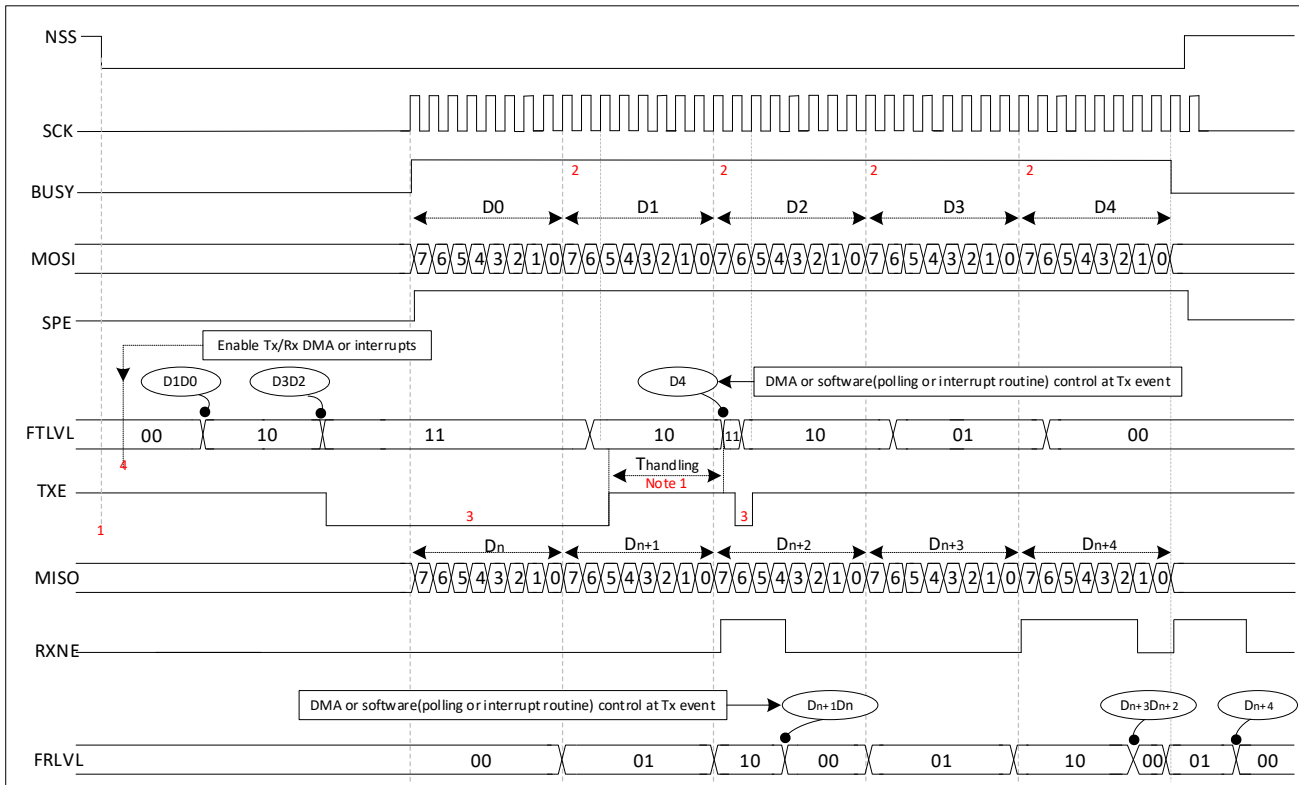 NSS
SCK
2 2 2 2
BUSY
D0 D1 D2 D3 D4
MOSI 7 6 5 4 3 2 1 0 7 6 5 4 3 2 1 0 7 6 5 4 3 2 1 0 7 6 5 4 3 2 1 0 7 6 5 4 3 2 1 0
SPE
Enable Tx/Rx DMA or interrupts
D1D0 D3D2 D4 DMA or software(polling or interrupt routine) control at Tx event
FTLVL 00 10 11 10 11 10 01 00
4 Thandling
Note 1
TXE
1 3 3
Dn Dn+1 Dn+2 Dn+3 Dn+4
MISO 7 6 5 4 3 2 1 0 7 6 5 4 3 2 1 0 7 6 5 4 3 2 1 0 7 6 5 4 3 2 1 0 7 6 5 4 3 2 1 0
RXNE
DMA or software(polling or interrupt routine) control at Tx event Dn+1Dn Dn+3Dn+2 Dn+4
FRLVL 00 01 10 00 01 10 00 01 00